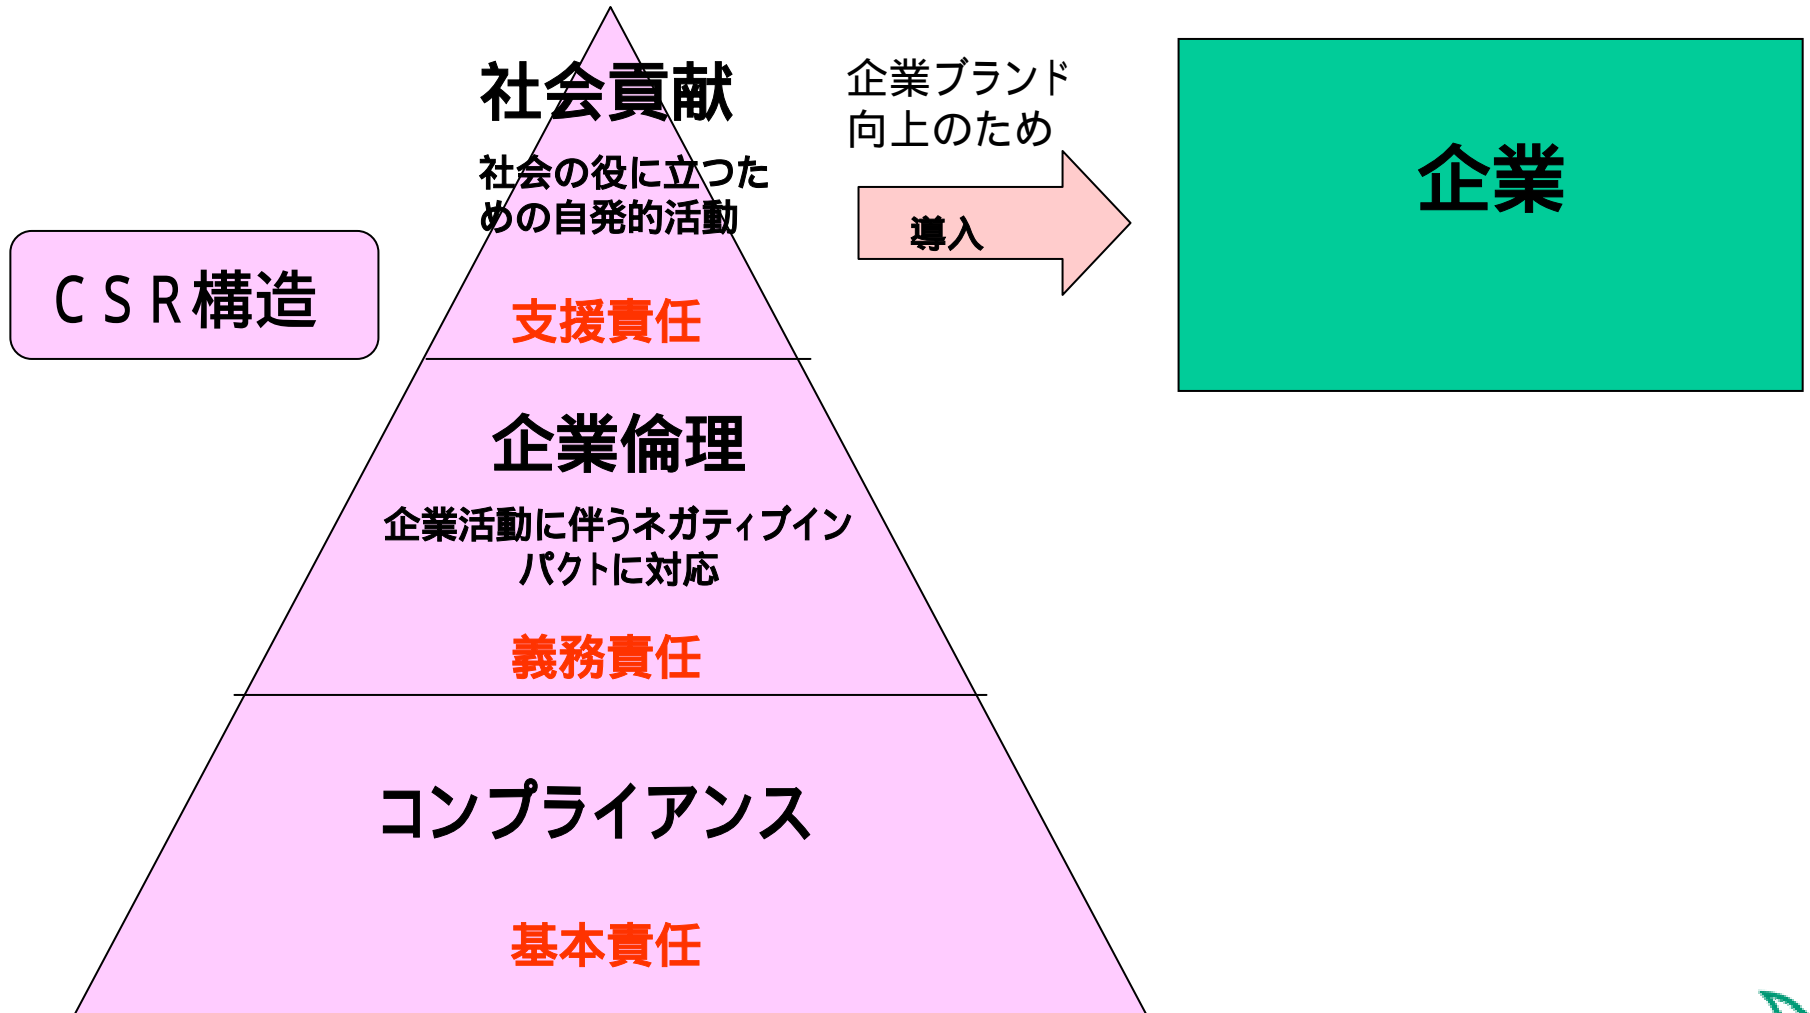 社会貢献
社会の役に立つた
めの自発的活動
支援責任
企業ブランド
向上のため
導入
企業
ＣＳＲ構造
企業倫理
企業活動に伴うネガティブイン
パクトに対応
義務責任
コンプライアンス
基本責任